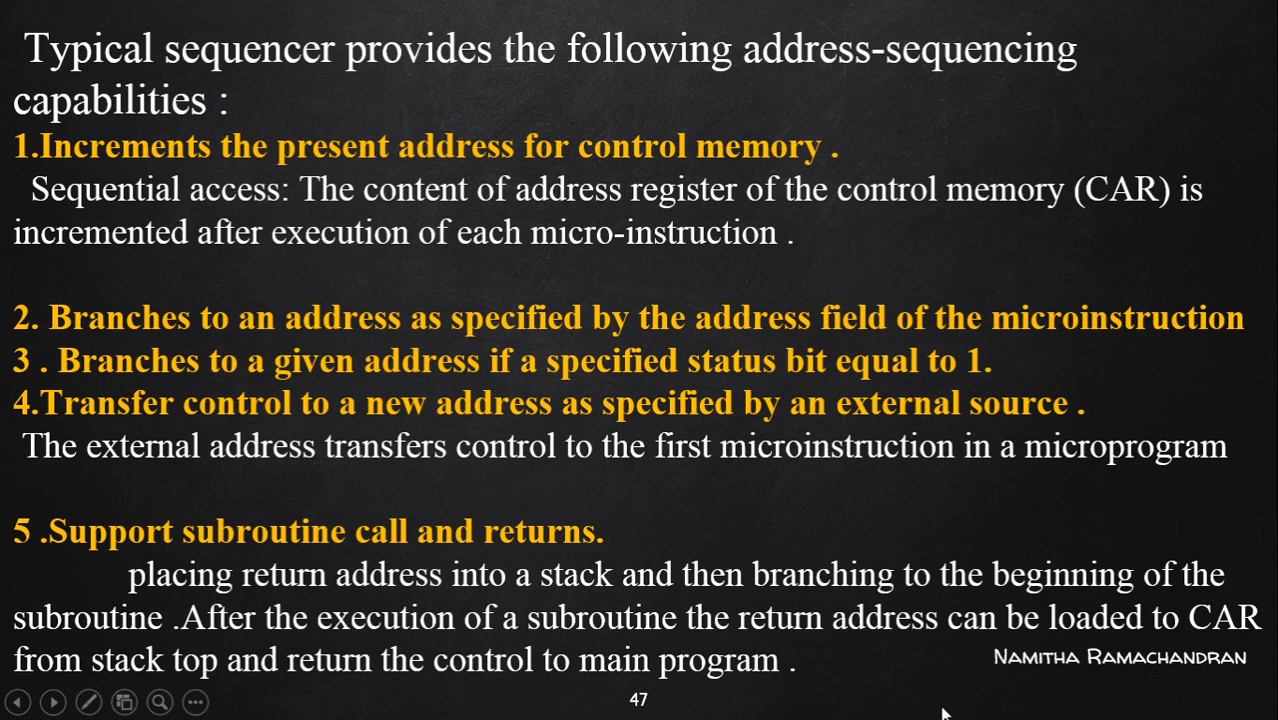 Typical sequencer provides the following address-sequencing
capabilities :
1.Increments the present address for control memory .
Sequential access: The content of address register of the control memory (CAR) is
incremented after execution of each micro-instruction .
2. Branches to an address as specified by the address field of the microinstruction
3 . Branches to a given address if a specified status bit equal to 1.
4.Transfer control to a new address as specified by an external source .
The external address transfers control to the first microinstruction in a microprogram
5 .Support subroutine call and returns.
placing return address into a stack and then branching to the beginning of the
subroutine .After the execution of a subroutine the return address can be loaded to CAR
from stack top and return the control to main program .
Namitha Ramachandran
47